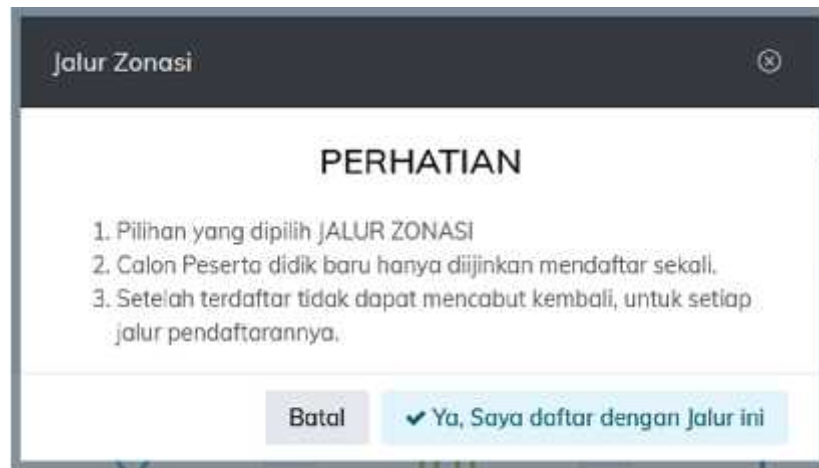 Jalur Zonasi
PERHATIAN
1. Pilihan yang dipilih JALUR ZONASI
2. Calon Peserta didik baru hanya diijinkan mendaftar sekali.
3. Setelah terdaftar tidak dapat mencabut kembali, untuk setiap
jalur pendaftarannya.
Batal
✔ Ya, Saya daftar dengan Jalur ini